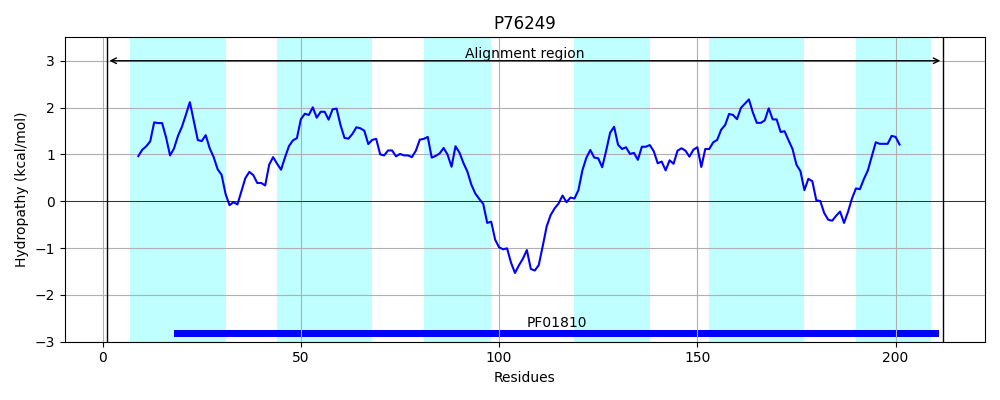 P76249
Alignment region
Hydropathy (kcal/mol)
3
2
1
0
−1
−2
−3
PF01810
0
50
100
150
200
Residues